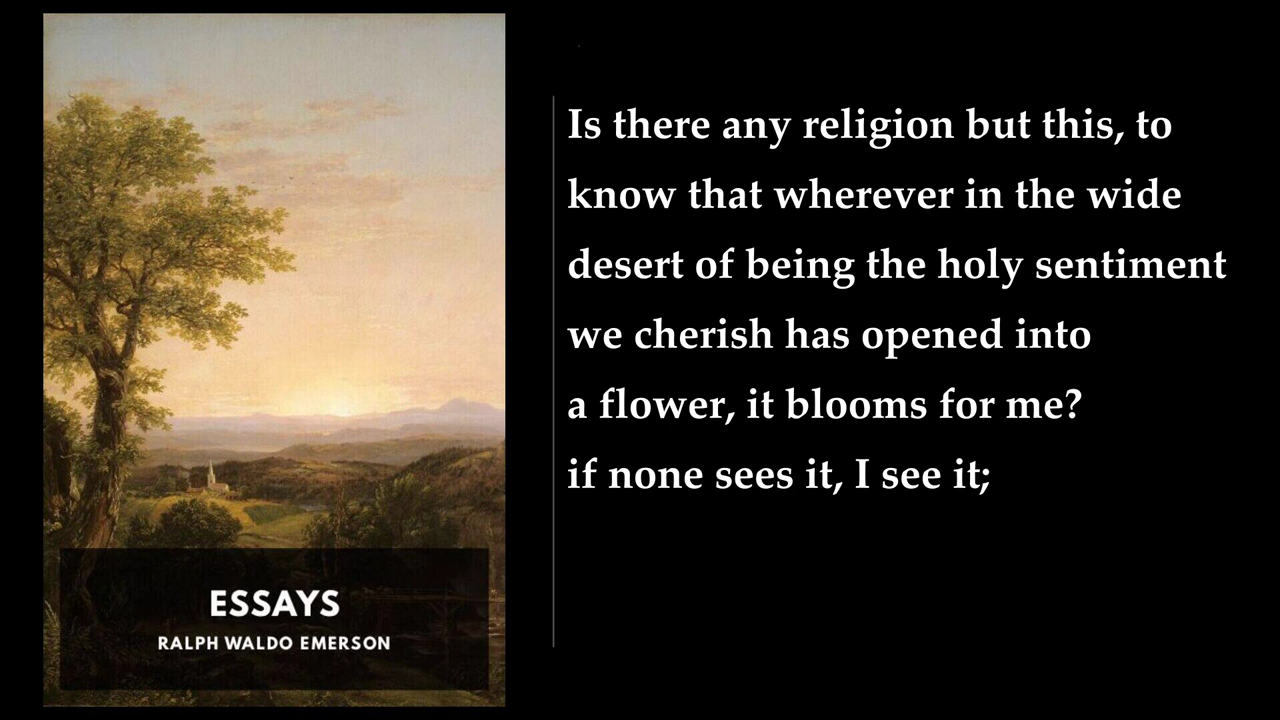 ESSAYS
RALPH WALDO EMERSON
Is there any religion but this, to
know that wherever in the wide
desert of being the holy sentiment
we cherish has opened into
a flower, it blooms for me?
if none sees it, I see it;